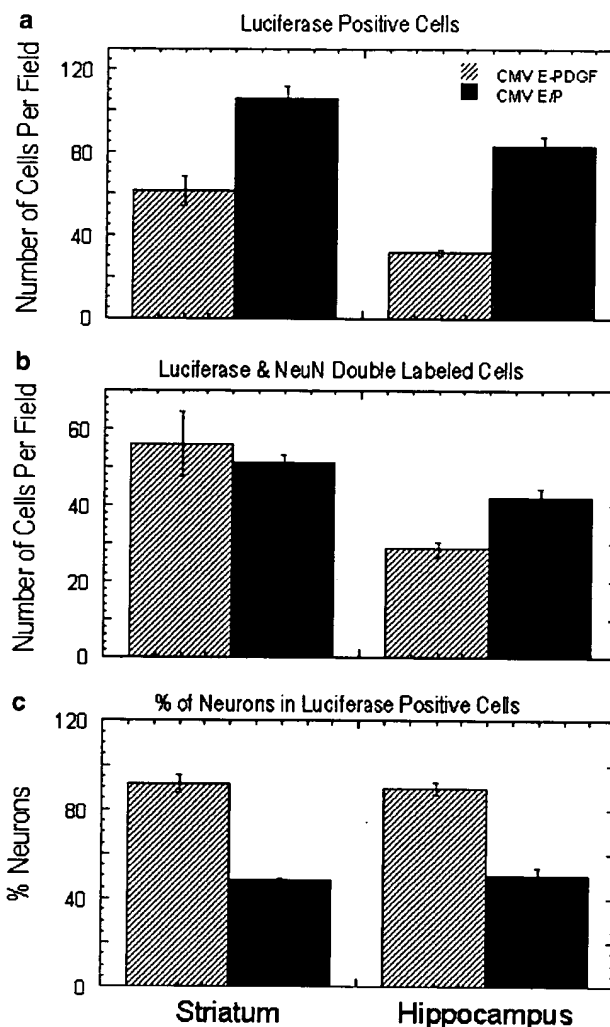 a
Luciferase Positive Cells
Number of Cells Per Field
120
80
40
0
CMV E-PDGF
CMV E/P
b
Luciferase & NeuN Double Labeled Cells
Number of Cells Per Field
60
40
20
0
c
% of Neurons in Luciferase Positive Cells
% Neurons
120
80
40
0
Striatum
Hippocampus